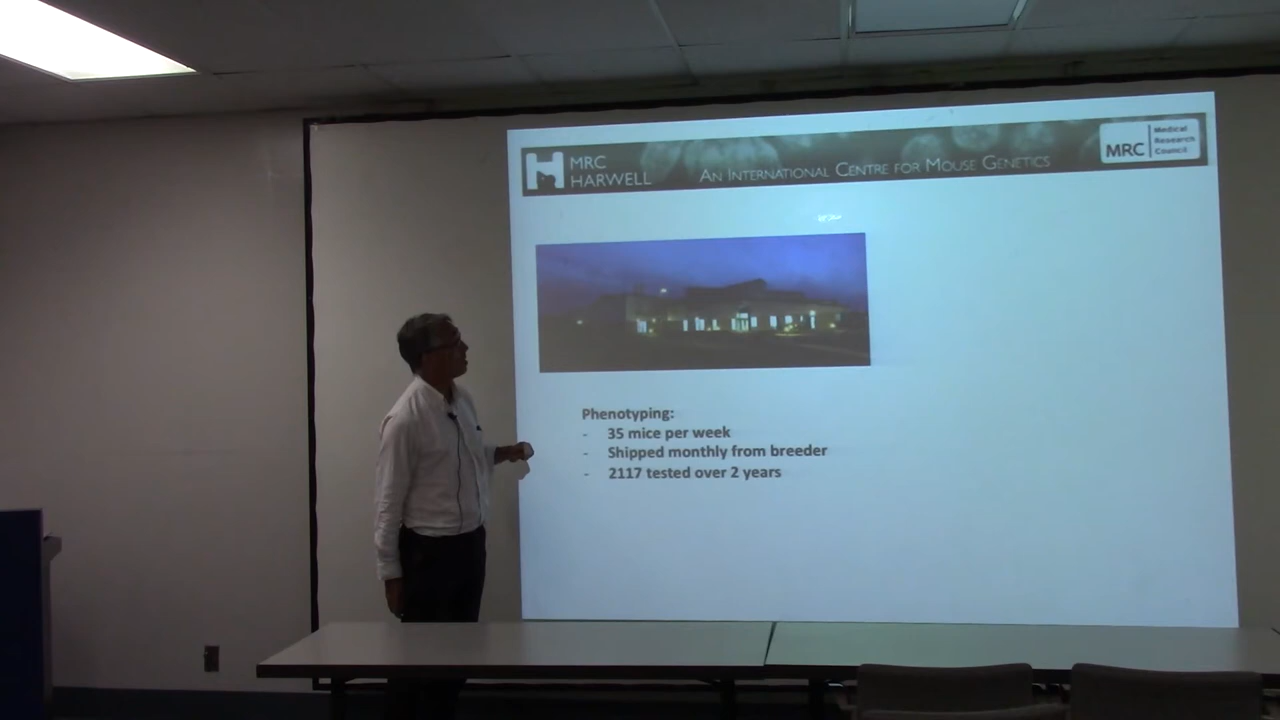 MRC
HARWELL
AN INTERNATIONAL CENTRE FOR MOUSE GENETICS
MRC
Medical
Research
Council
Phenotyping:
- 35 mice per week
- Shipped monthly from breeder
- 2117 tested over 2 years